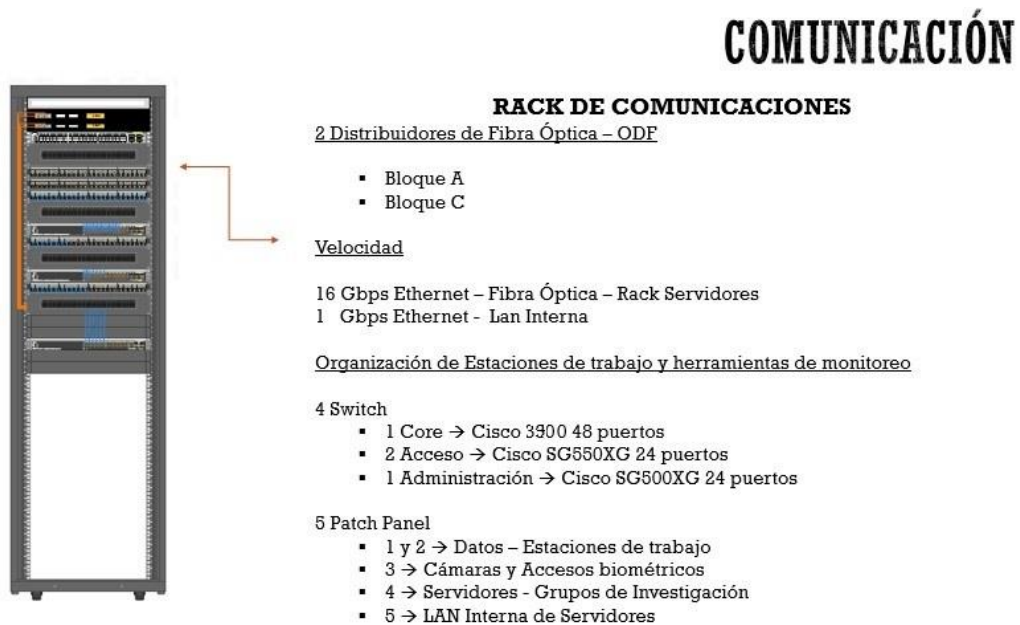 COMUNICACIÓN
RACK DE COMUNICACIONES
2 Distribuidores de Fibra Óptica – ODF
▪ Bloque A
▪ Bloque C
Velocidad
16 Gbps Ethernet – Fibra Óptica – Rack Servidores
1 Gbps Ethernet - Lan Interna
Organización de Estaciones de trabajo y herramientas de monitoreo
4 Switch
▪ 1 Core → Cisco 3900 48 puertos
▪ 2 Acceso → Cisco SG550XG 24 puertos
▪ 1 Administración → Cisco SG500XG 24 puertos
5 Patch Panel
▪ 1 y 2 → Datos – Estaciones de trabajo
▪ 3 → Cámaras y Accesos biométricos
▪ 4 → Servidores - Grupos de Investigación
▪ 5 → LAN Interna de Servidores